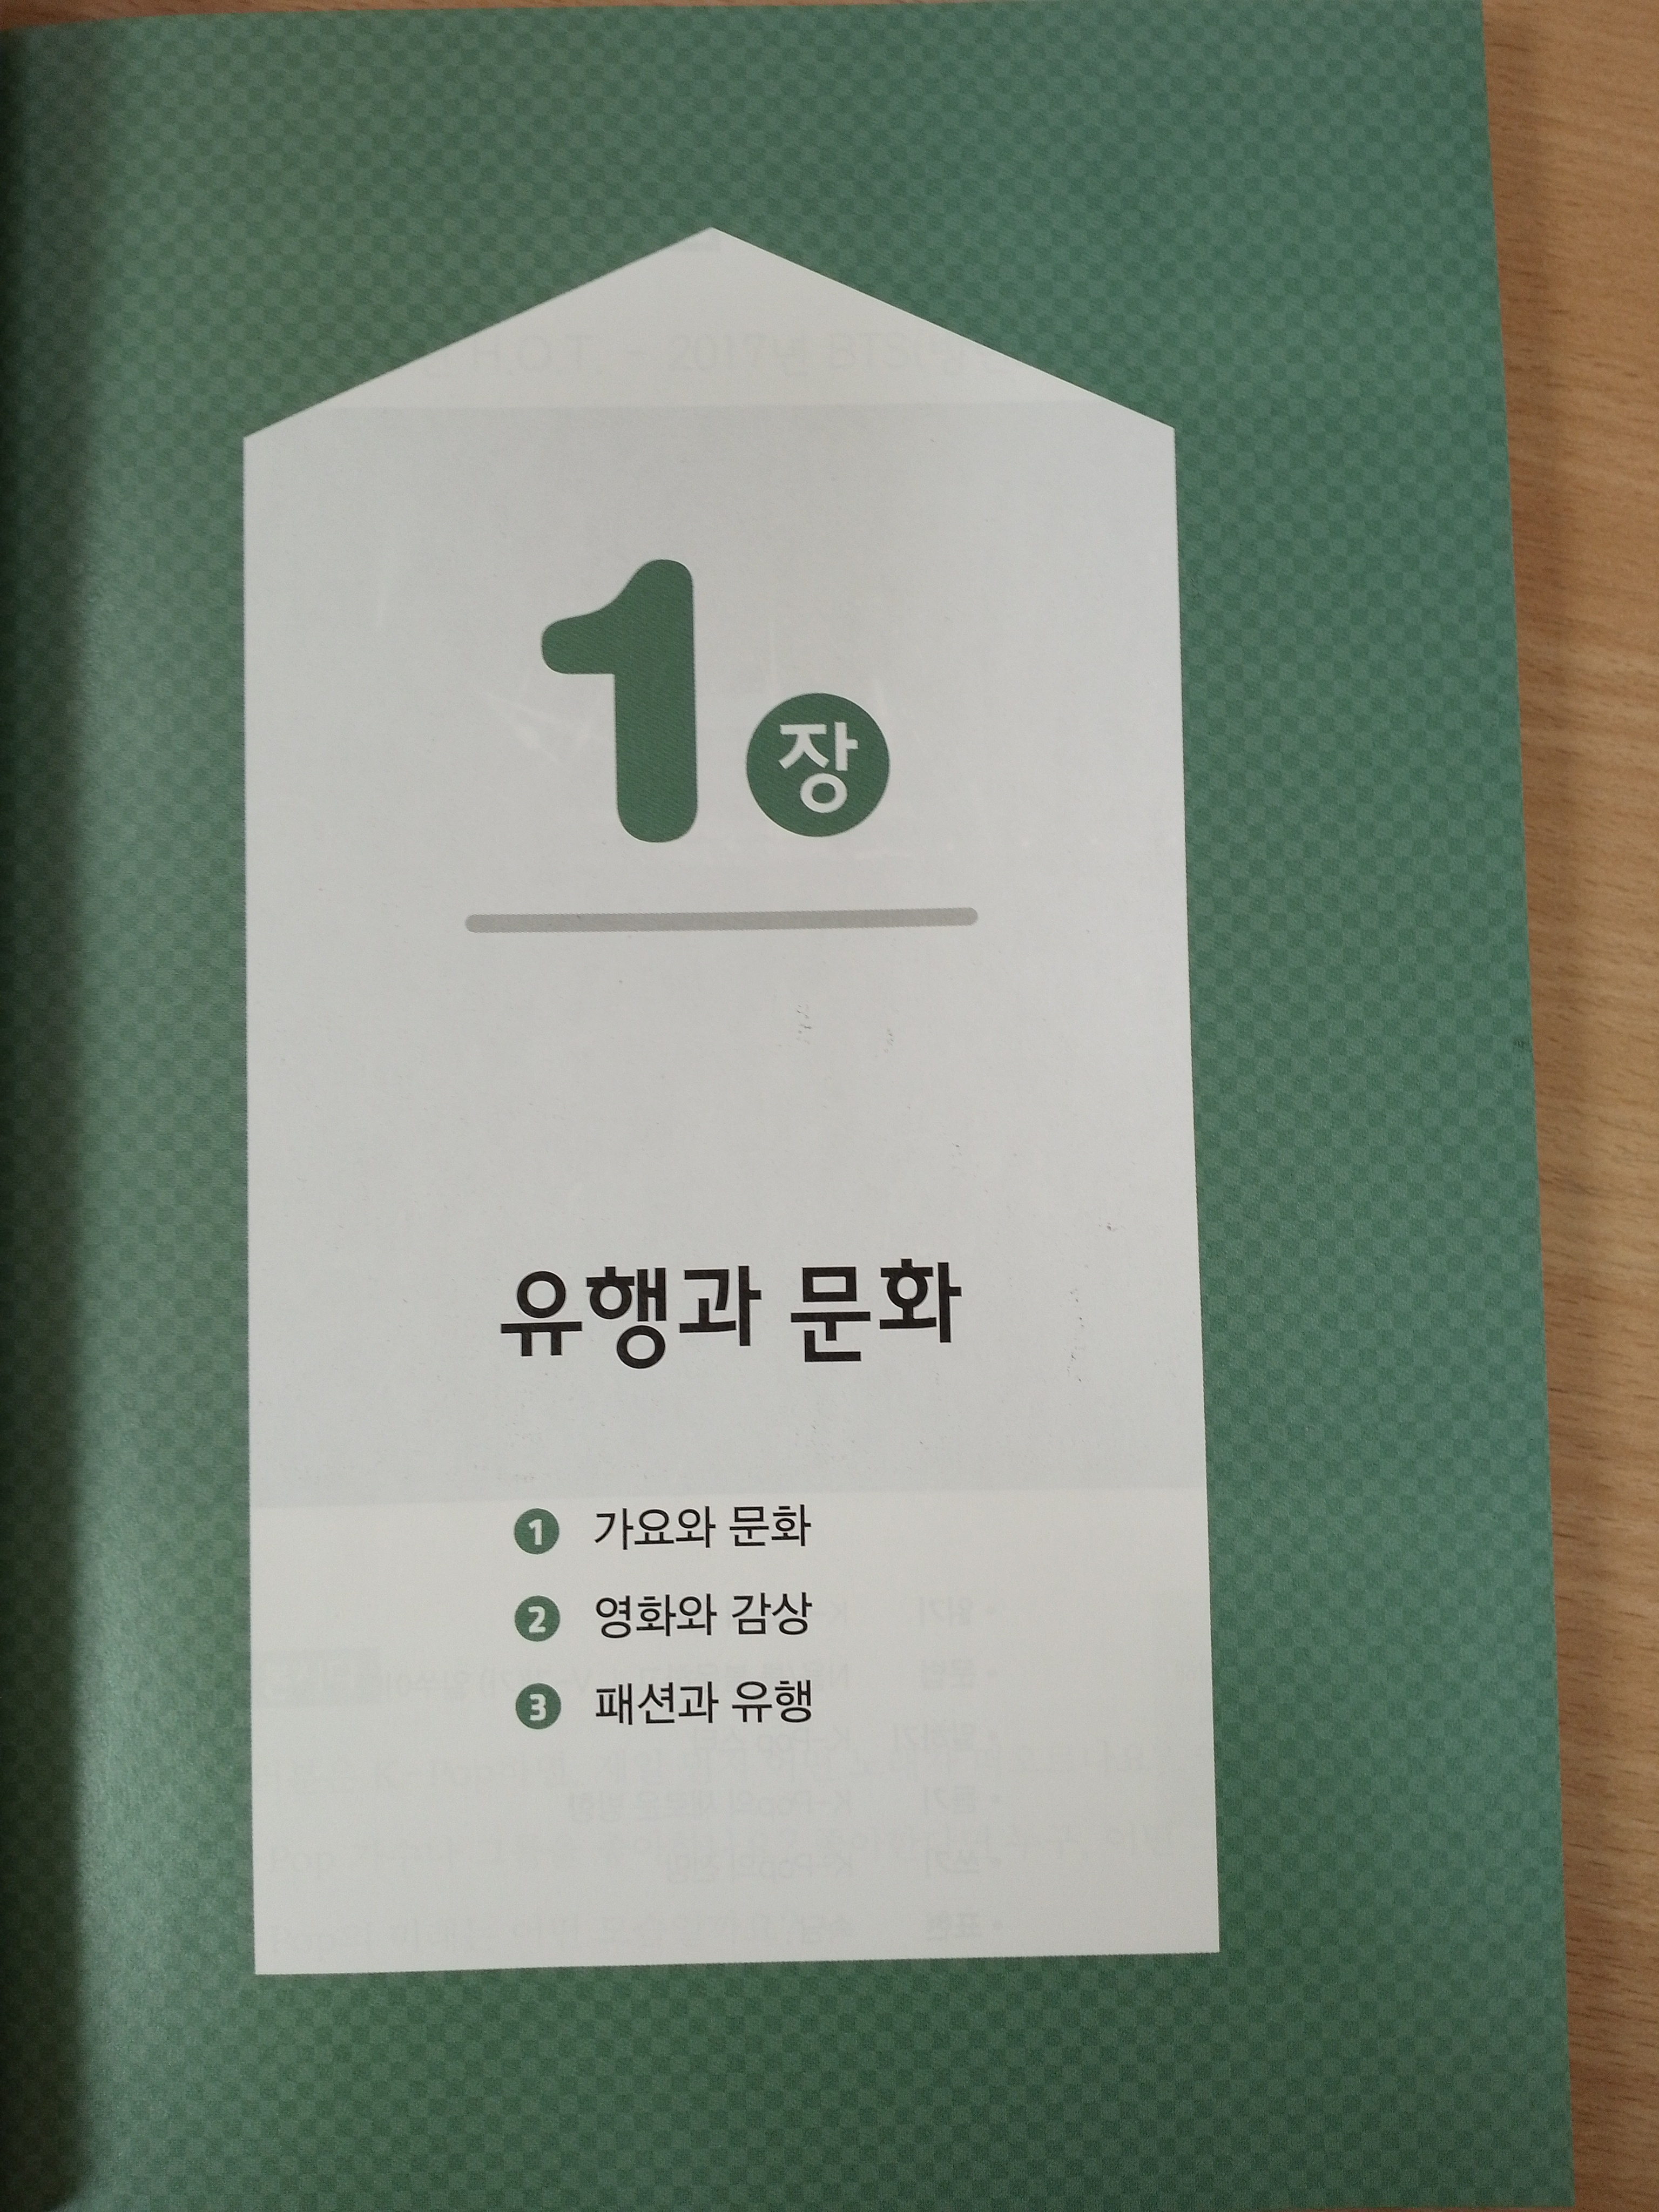 1 장
유행과 문화
1 가요와 문화
2 영화와 감상
3 패션과 유행